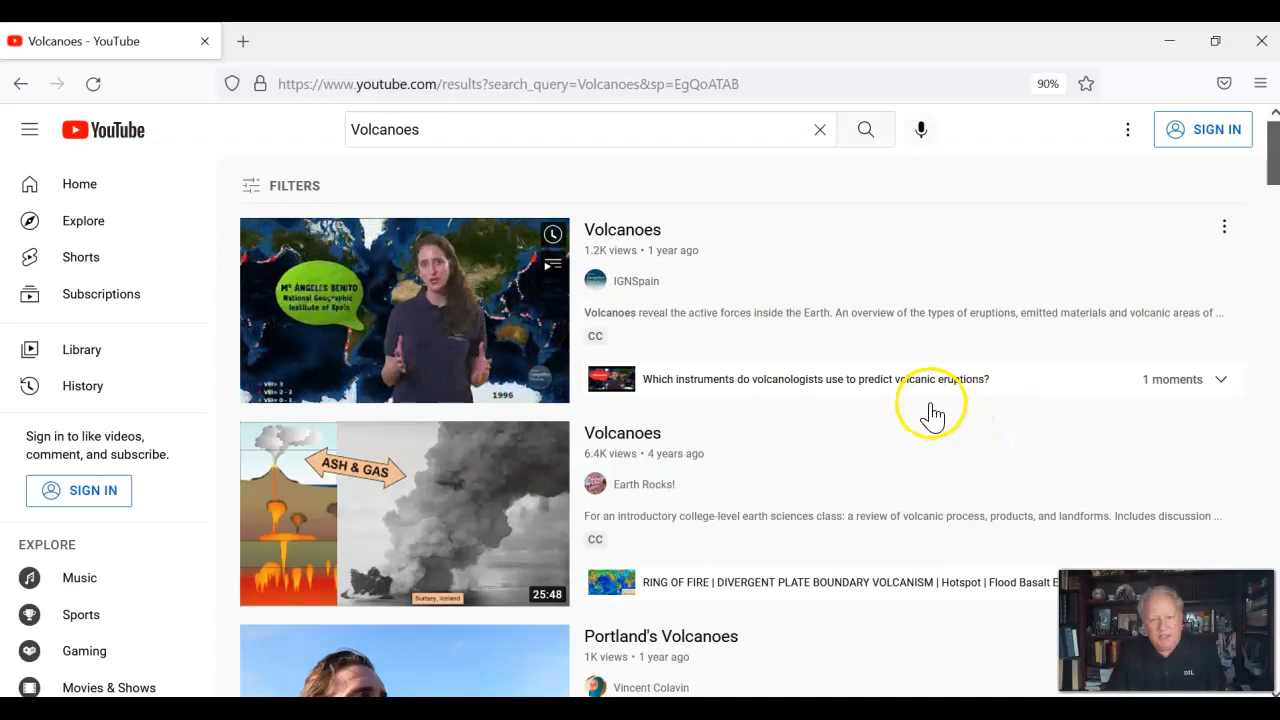 Volcanoes - YouTube
https://www.youtube.com/results?search_query=Volcanoes&sp=EgQoATAB
90%
YouTube
Volcanoes
SIGN IN
Home
Explore
Shorts
Subscriptions
Library
History
Sign in to like videos,
comment, and subscribe.
SIGN IN
EXPLORE
Music
Sports
Gaming
Movies & Shows
FILTERS
Mª ÁNGELES BENITO
National Geographic
Institute of Spain
1996
Volcanoes
1.2K views • 1 year ago
IGNSpain
Volcanoes reveal the active forces inside the Earth. An overview of the types of eruptions, emitted materials and volcanic areas of ...
CC
Which instruments do volcanologists use to predict volcanic eruptions?
1 moments
ASH & GAS
Surtsey, Iceland
25:48
Volcanoes
6.4K views • 4 years ago
Earth Rocks!
For an introductory college-level earth sciences class: a review of volcanic process, products, and landforms. Includes discussion ...
CC
RING OF FIRE | DIVERGENT PLATE BOUNDARY VOLCANISM | Hotspot | Flood Basalt E
Portland's Volcanoes
1K views • 1 year ago
Vincent Colavin